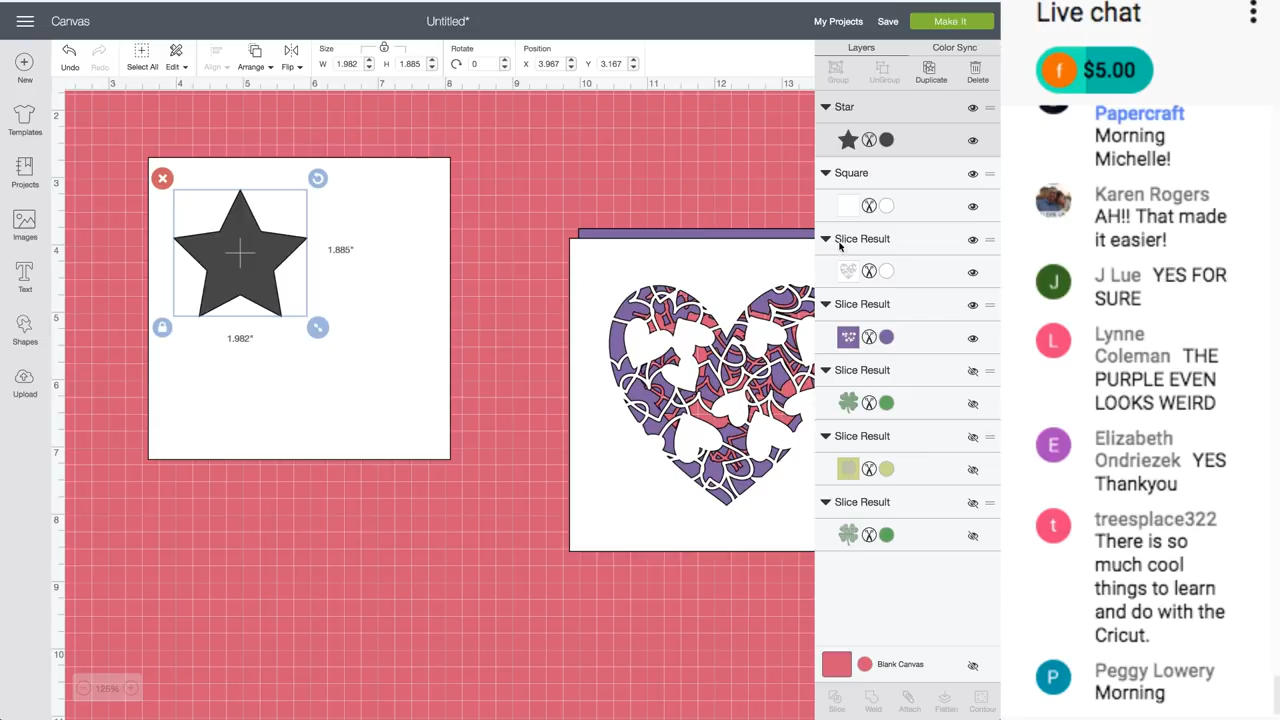 Canvas
Untitled*
My Projects
Save
Make It
Undo
Redo
Select All
Edit
Align
Arrange
Flip
Size
W 1.982
H 1.885
Rotate
0
Position
X 3.967
Y 3.167
New
Templates
Projects
Images
Text
Shapes
Upload
3 4 5 6 7 8 9 10 11 12 13
2
3
4
5
6
7
8
9
10
1.885"
1.982"
125%
Layers
Color Sync
Group
UnGroup
Duplicate
Delete
Star
Square
Slice Result
Slice Result
Slice Result
Slice Result
Slice Result
Blank Canvas
Slice
Weld
Attach
Flatten
Contour
Live chat
f $5.00
Papercraft
Morning
Michelle!
Karen Rogers
AH!! That made
it easier!
J
J Lue YES FOR
SURE
L
Lynne
Coleman THE
PURPLE EVEN
LOOKS WEIRD
E
Elizabeth
Ondriezek YES
Thankyou
t
treesplace322
There is so
much cool
things to learn
and do with the
Cricut.
P
Peggy Lowery
Morning